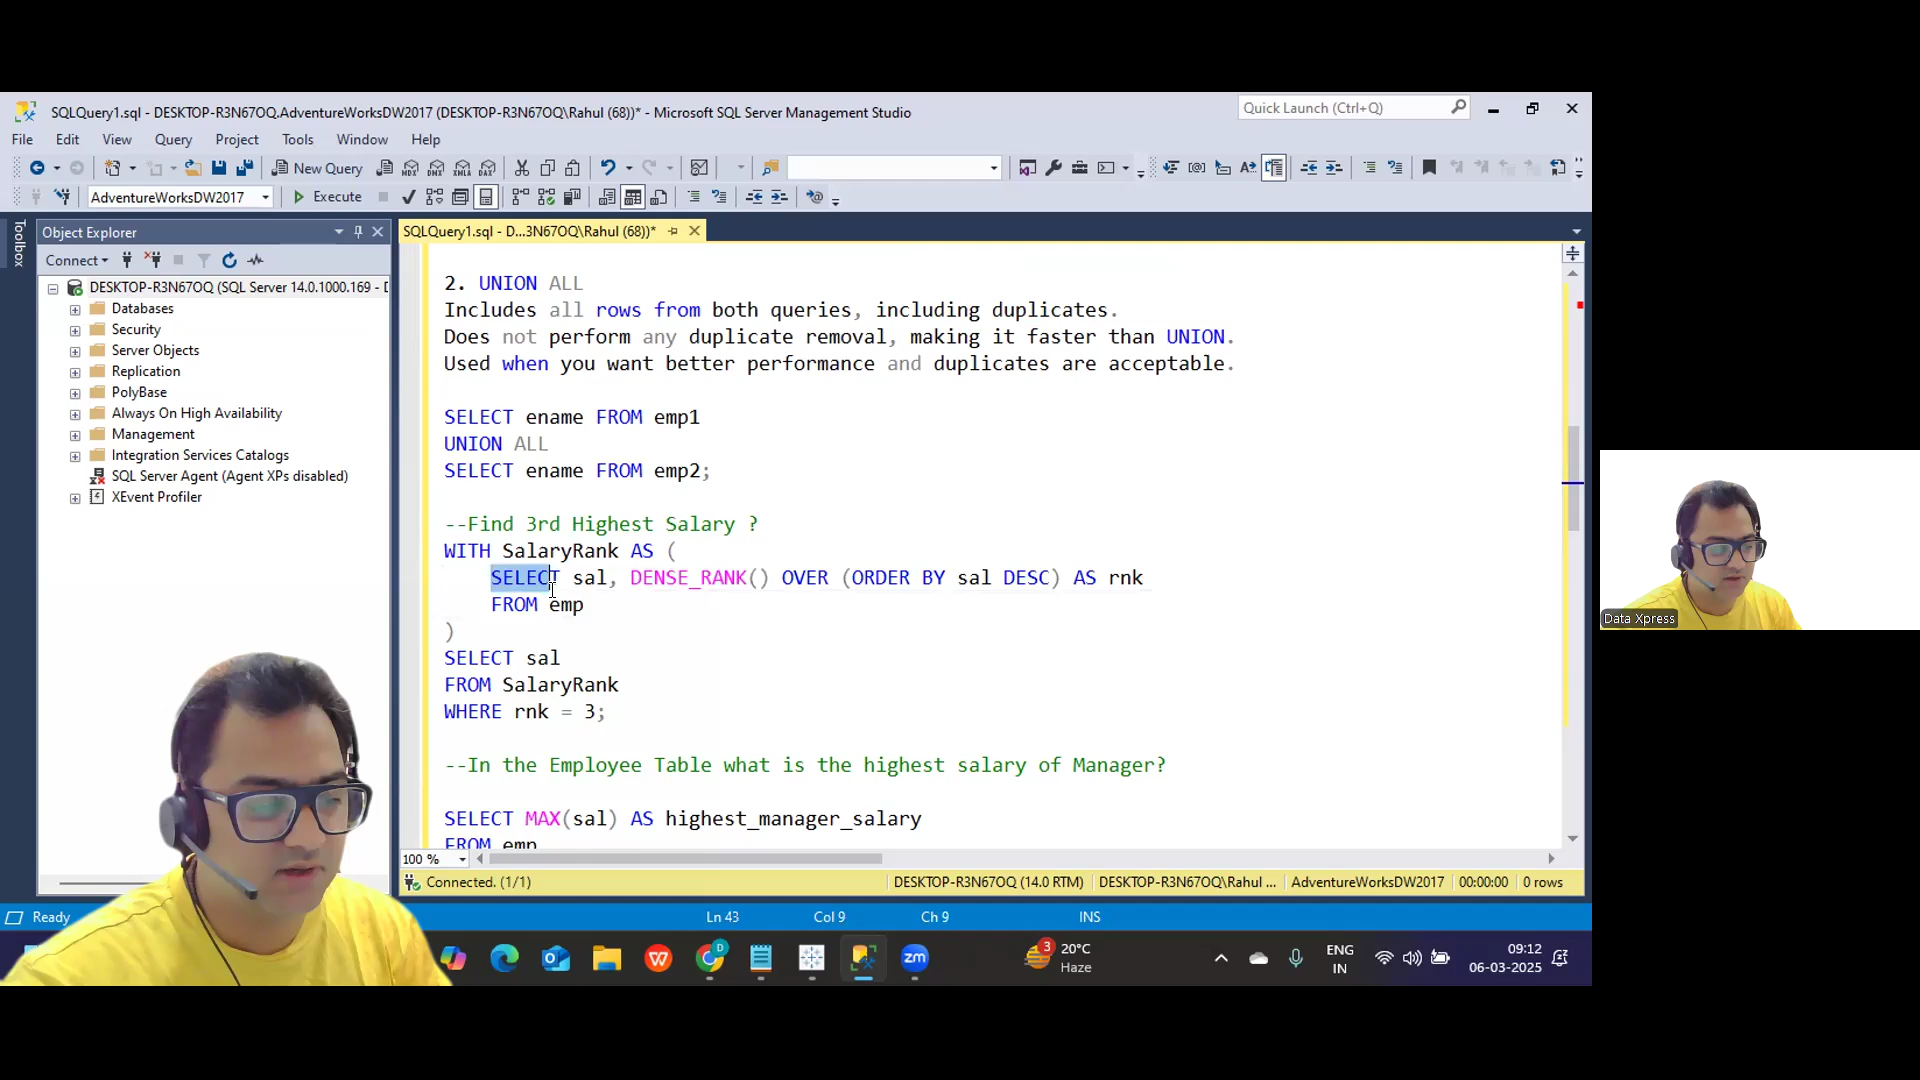 SQLQuery1.sql - DESKTOP-R3N67OQ.AdventureWorksDW2017 (DESKTOP-R3N67OQ\Rahul (68))* - Microsoft SQL Server Management Studio
Quick Launch (Ctrl+Q)
File Edit View Query Project Tools Window Help
New Query
AdventureWorksDW2017
Execute
Toolbox
Object Explorer
SQLQuery1.sql - D...3N67OQ\Rahul (68))*
Connect
DESKTOP-R3N67OQ (SQL Server 14.0.1000.169 - D
Databases
Security
Server Objects
Replication
PolyBase
Always On High Availability
Management
Integration Services Catalogs
SQL Server Agent (Agent XPs disabled)
XEvent Profiler
2. UNION ALL
Includes all rows from both queries, including duplicates.
Does not perform any duplicate removal, making it faster than UNION.
Used when you want better performance and duplicates are acceptable.
SELECT ename FROM emp1
UNION ALL
SELECT ename FROM emp2;
--Find 3rd Highest Salary ?
WITH SalaryRank AS (
SELECT sal, DENSE_RANK() OVER (ORDER BY sal DESC) AS rnk
FROM emp
)
SELECT sal
FROM SalaryRank
WHERE rnk = 3;
--In the Employee Table what is the highest salary of Manager?
SELECT MAX(sal) AS highest_manager_salary
FROM emp
100 %
Connected. (1/1)
DESKTOP-R3N67OQ (14.0 RTM)
DESKTOP-R3N67OQ\Rahul ...
AdventureWorksDW2017
00:00:00
0 rows
Ready
Ln 43
Col 9
Ch 9
INS
3
20°C
Haze
zm
ENG
IN
09:12
06-03-2025
Data Xpress